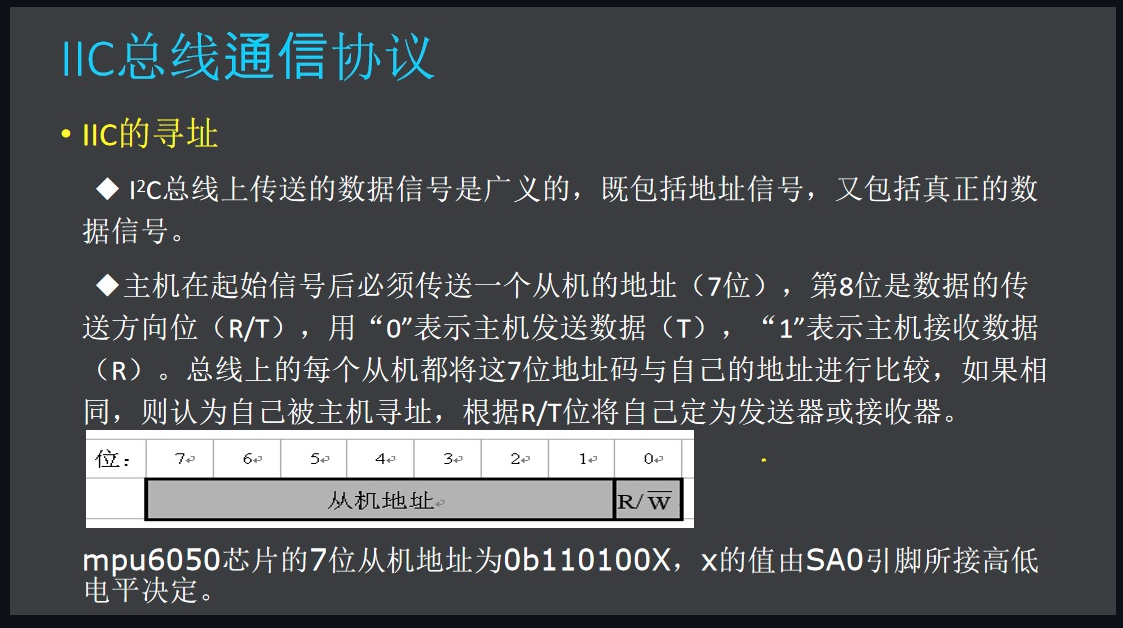 IIC总线通信协议
• IIC的寻址
◆ I²C总线上传送的数据信号是广义的，既包括地址信号，又包括真正的数
据信号。
◆主机在起始信号后必须传送一个从机的地址（7位），第8位是数据的传
送方向位（R/T），用“0”表示主机发送数据（T），“1”表示主机接收数据
（R）。总线上的每个从机都将这7位地址码与自己的地址进行比较，如果相
同，则认为自己被主机寻址，根据R/T位将自己定为发送器或接收器。
位： 7↵ 6↵ 5↵ 4↵ 3↵ 2↵ 1↵ 0↵
从机地址↵ R/W̅
mpu6050芯片的7位从机地址为0b110100X，x的值由SA0引脚所接高低
电平决定。